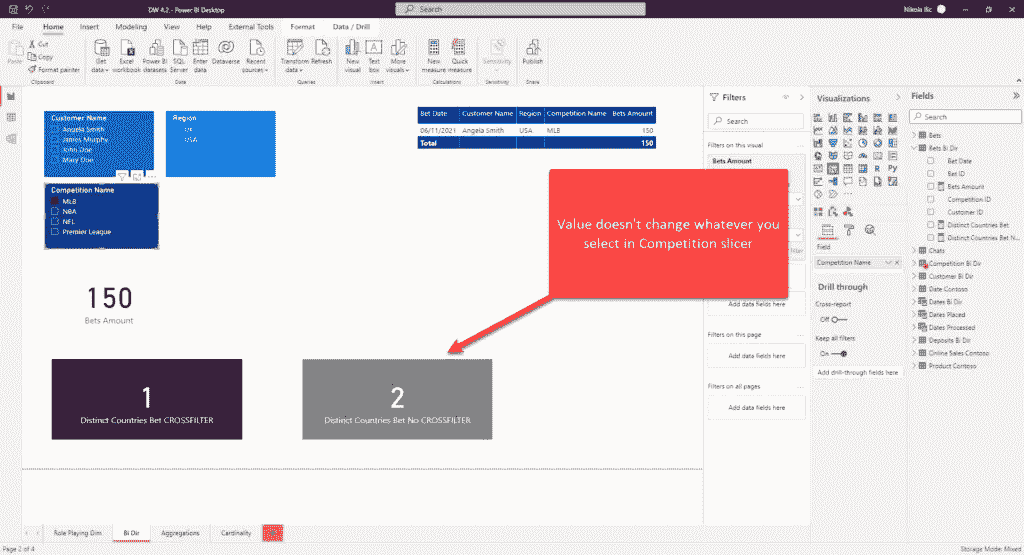 DW 4.2. - Power BI Desktop
Search
Nikola Ilic
File Home Insert Modeling View Help External Tools Format Data / Drill
Cut
Copy
Format painter
Paste
Get data
Excel workbook
Power BI datasets
SQL Server
Enter data
Dataverse
Recent sources
Transform data
Refresh
New visual
Text box
More visuals
New measure
Quick measure
Sensitivity
Publish
Clipboard
Data
Queries
Insert
Calculations
Sensitivity
Share
Customer Name
Angela Smith
James Murphy
John Doe
Mary Doe
Region
UK
USA
Bet Date Customer Name Region Competition Name Bets Amount
06/11/2021 Angela Smith USA MLB 150
Total 150
Competition Name
MLB
NBA
NFL
Premier League
150
Bets Amount
1
Distinct Countries Bet CROSSFILTER
2
Distinct Countries Bet No CROSSFILTER
Value doesn't change whatever you
select in Competition slicer
Filters
Search
Filters on this visual
Bets Amount
Add data fields here
Filters on this page
Add data fields here
Filters on all pages
Add data fields here
Visualizations
Field
Competition Name
Drill through
Cross-report
Off
Keep all filters
On
Add drill-through fields here
Fields
Search
Bets
Bets Bi Dir
Bet Date
Bet ID
Bets Amount
Competition ID
Customer ID
Distinct Countries Bet
Distinct Countries Bet N...
Chats
Competition Bi Dir
Customer Bi Dir
Date Contoso
Dates Bi Dir
Dates Placed
Dates Processed
Deposits Bi Dir
Online Sales Contoso
Product Contoso
Role Playing Dim Bi Dir Aggregations Cardinality
Page 2 of 4
Storage Mode: Mixed